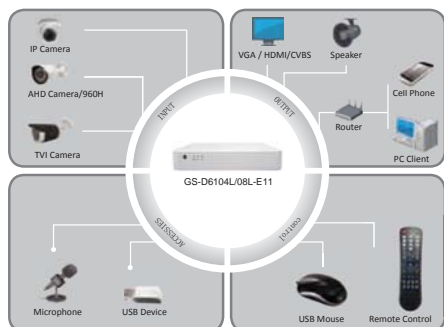 IP Camera
AHD Camera/960H
TVI Camera
INPUT
VGA / HDMI/CVBS
Speaker
Cell Phone
Router
PC Client
OUTPUT
GS-D6104L/08L-E11
ACCESSIES
Microphone
USB Device
control
USB Mouse
Remote Control